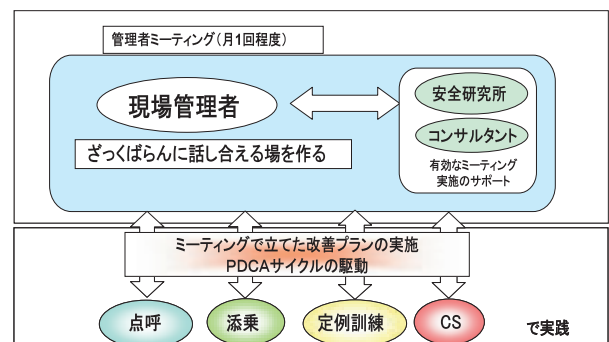 管理者ミーティング(月1回程度)
現場管理者
ざっくばらんに話し合える場を作る
安全研究所
コンサルタント
有効なミーティング
実施のサポート
ミーティングで立てた改善プランの実施
PDCAサイクルの駆動
点呼
添乗
定例訓練
CS
で実践